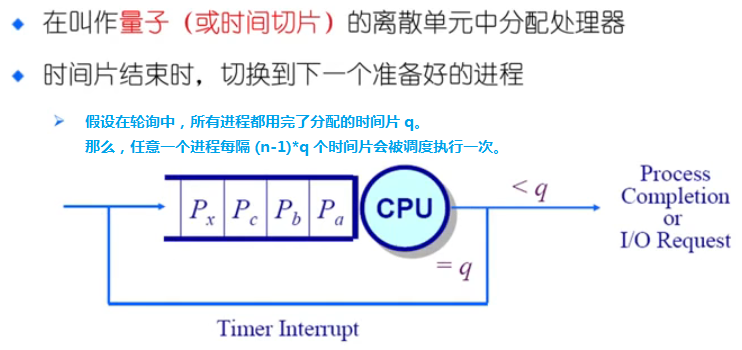 在叫作量子（或时间切片）的离散单元中分配处理器
时间片结束时，切换到下一个准备好的进程
假设在轮询中，所有进程都用完了分配的时间片 q。
那么，任意一个进程每隔 (n-1)*q 个时间片会被调度执行一次。
Px Pc Pb Pa CPU
< q
= q
Process
Completion
or
I/O Request
Timer Interrupt